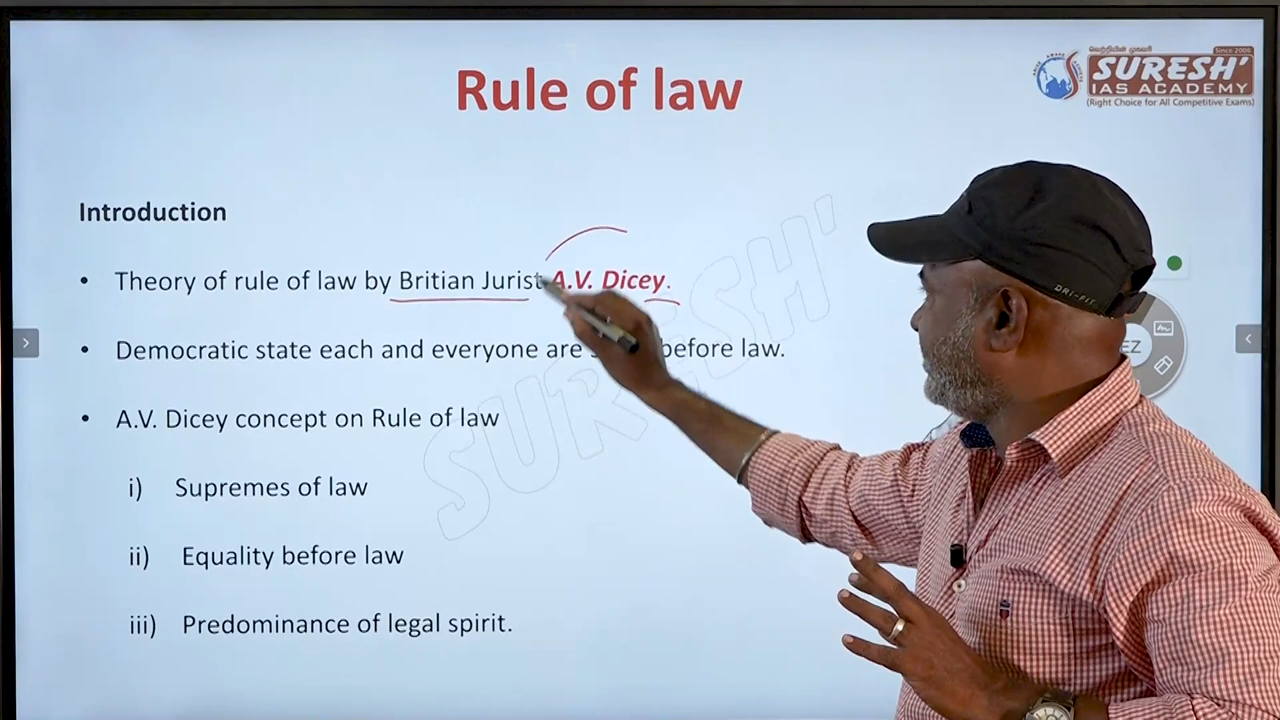 Rule of law
Since 2006
SURESH'
IAS ACADEMY
(Right Choice for All Competitive Exams)
Introduction
• Theory of rule of law by Britian Jurist A.V. Dicey.
• Democratic state each and everyone are before law.
• A.V. Dicey concept on Rule of law
i) Supremes of law
ii) Equality before law
iii) Predominance of legal spirit.
SURESH'
DRI-FIT
EZ